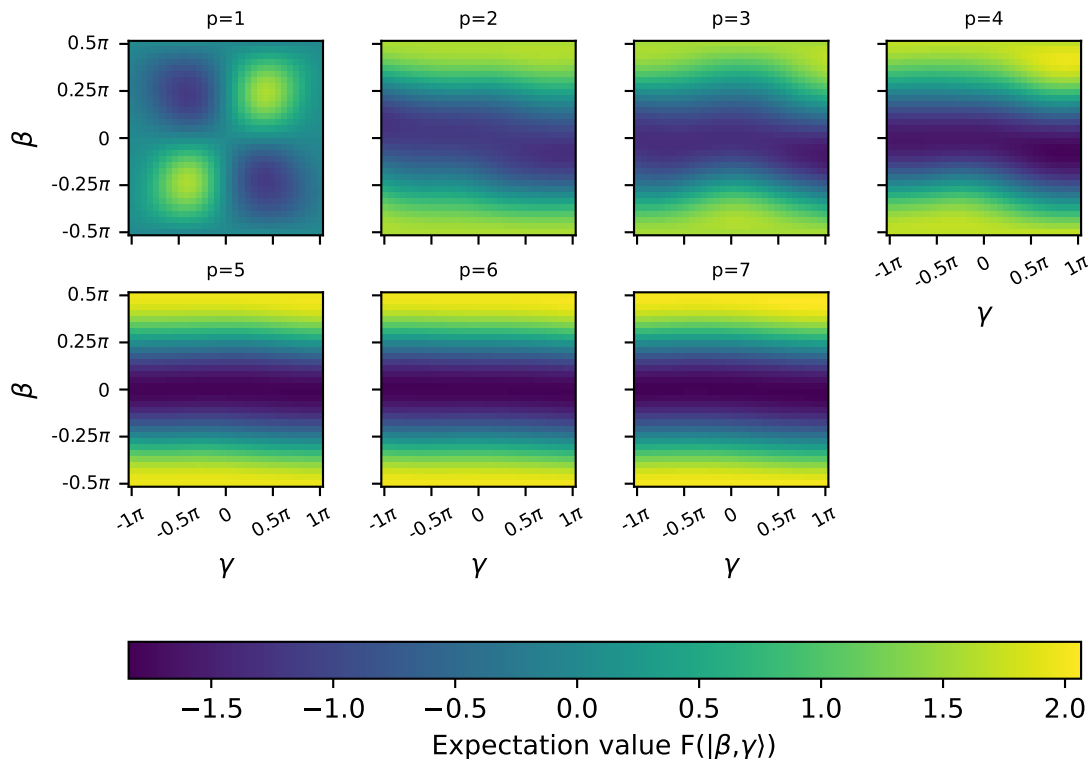 p=1
p=2
p=3
p=4
0.5π
0.25π
0
-0.25π
-0.5π
β
-1π
-0.5π
0
0.5π
1π
γ
p=5
p=6
p=7
0.5π
0.25π
0
-0.25π
-0.5π
β
-1π
-0.5π
0
0.5π
1π
-1π
-0.5π
0
0.5π
1π
-1π
-0.5π
0
0.5π
1π
γ
γ
γ
−1.5
−1.0
−0.5
0.0
0.5
1.0
1.5
2.0
Expectation value F(|β,γ⟩)